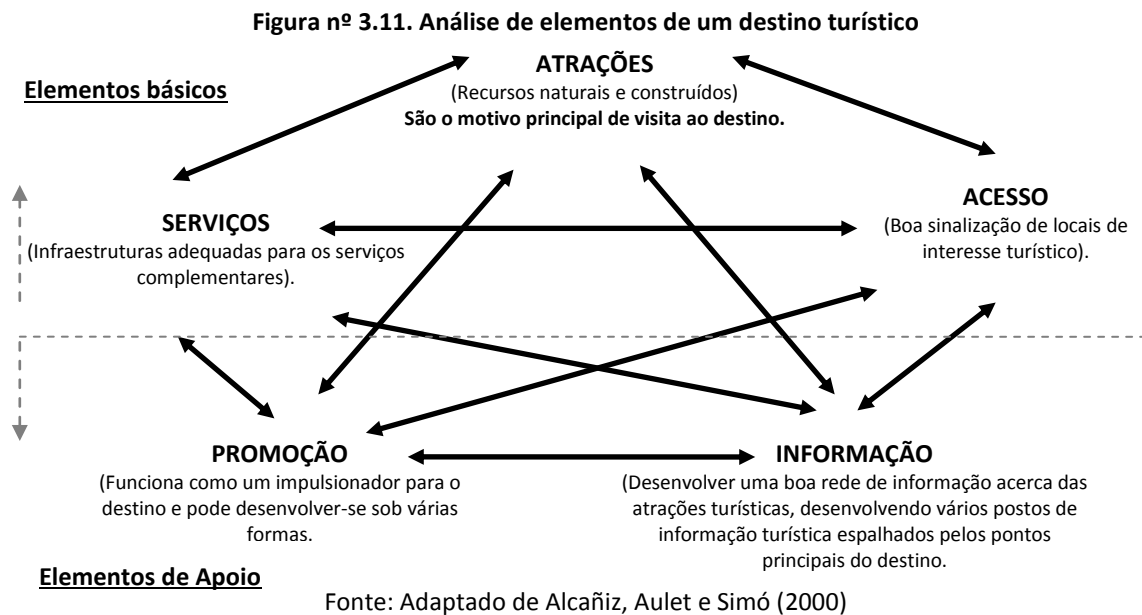 Figura nº 3.11. Análise de elementos de um destino turístico
ATRAÇÕES
Elementos básicos
(Recursos naturais e construídos)
São o motivo principal de visita ao destino.
SERVIÇOS
(Infraestruturas adequadas para os serviços
complementares).
ACESSO
(Boa sinalização de locais de
interesse turístico).
PROMOÇÃO
(Funciona como um impulsionador para o
destino e pode desenvolver-se sob várias
formas.
INFORMAÇÃO
(Desenvolver uma boa rede de informação acerca das
atrações turísticas, desenvolvendo vários postos de
informação turística espalhados pelos pontos
principais do destino.
Elementos de Apoio
Fonte: Adaptado de Alcañiz, Aulet e Simó (2000)